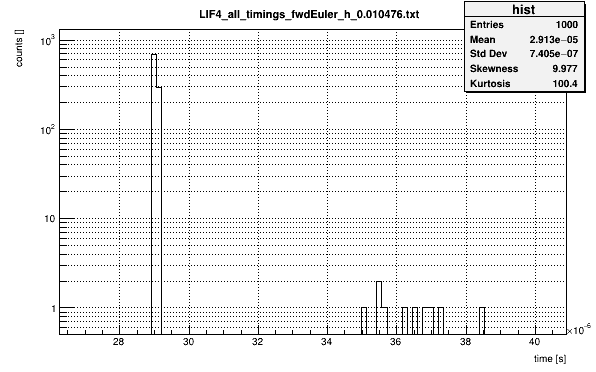 LIF4_all_timings_fwdEuler_h_0.010476.txt
hist
Entries 1000
Mean 2.913e−05
Std Dev 7.405e−07
Skewness 9.977
Kurtosis 100.4
counts []
10³
10²
10
1
28 30 32 34 36 38 40
×10⁻⁶
time [s]